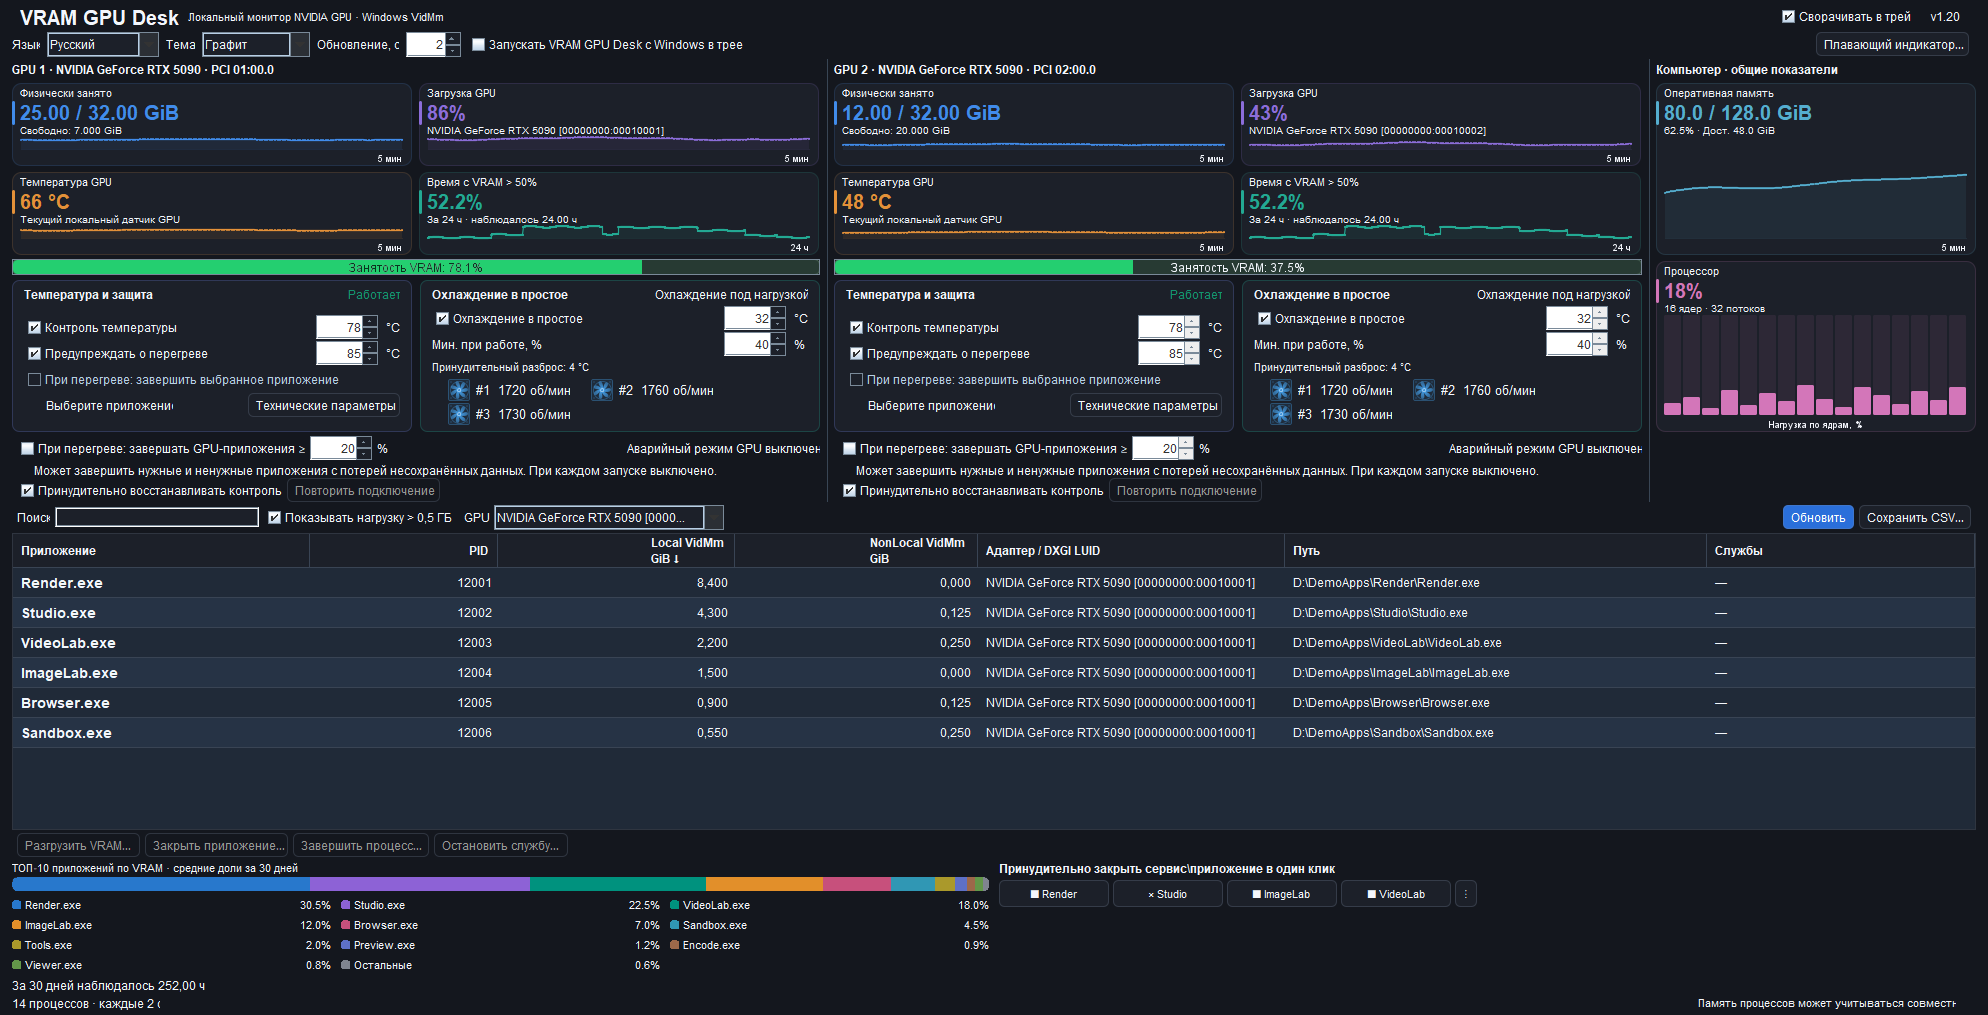 VRAM GPU Desk Локальный монитор NVIDIA GPU · Windows VidMm
Сворачивать в трей v1.20
Язык Русский Тема Графит Обновление, с 2 Запускать VRAM GPU Desk с Windows в трее
Плавающий индикатор...
GPU 1 · NVIDIA GeForce RTX 5090 · PCI 01:00.0
Физически занято
25.00 / 32.00 GiB
Свободно: 7.000 GiB
5 мин
Загрузка GPU
86%
NVIDIA GeForce RTX 5090 [00000000:00010001]
5 мин
Температура GPU
66 °C
Текущий локальный датчик GPU
5 мин
Время с VRAM > 50%
52.2%
За 24 ч · наблюдалось 24.00 ч
24 ч
Занятость VRAM: 78.1%
Температура и защита Работает
Контроль температуры 78 °C
Предупреждать о перегреве 85 °C
При перегреве: завершить выбранное приложение
Выберите приложени Технические параметры
Охлаждение в простое Охлаждение под нагрузкой
Охлаждение в простое 32 °C
Мин. при работе, % 40 %
Принудительный разброс: 4 °C
#1 1720 об/мин #2 1760 об/мин
#3 1730 об/мин
При перегреве: завершать GPU-приложения ≥ 20 % Аварийный режим GPU выключен
Может завершить нужные и ненужные приложения с потерей несохранённых данных. При каждом запуске выключено.
Принудительно восстанавливать контроль Повторить подключение
GPU 2 · NVIDIA GeForce RTX 5090 · PCI 02:00.0
Физически занято
12.00 / 32.00 GiB
Свободно: 20.000 GiB
5 мин
Загрузка GPU
43%
NVIDIA GeForce RTX 5090 [00000000:00010002]
5 мин
Температура GPU
48 °C
Текущий локальный датчик GPU
5 мин
Время с VRAM > 50%
52.2%
За 24 ч · наблюдалось 24.00 ч
24 ч
Занятость VRAM: 37.5%
Температура и защита Работает
Контроль температуры 78 °C
Предупреждать о перегреве 85 °C
При перегреве: завершить выбранное приложение
Выберите приложени Технические параметры
Охлаждение в простое Охлаждение под нагрузкой
Охлаждение в простое 32 °C
Мин. при работе, % 40 %
Принудительный разброс: 4 °C
#1 1720 об/мин #2 1760 об/мин
#3 1730 об/мин
При перегреве: завершать GPU-приложения ≥ 20 % Аварийный режим GPU выключен
Может завершить нужные и ненужные приложения с потерей несохранённых данных. При каждом запуске выключено.
Принудительно восстанавливать контроль Повторить подключение
Компьютер · общие показатели
Оперативная память
80.0 / 128.0 GiB
62.5% · Дост. 48.0 GiB
5 мин
Процессор
18%
16 ядер · 32 потоков
Нагрузка по ядрам, %
Поиск Показывать нагрузку > 0,5 ГБ GPU NVIDIA GeForce RTX 5090 [0000... Обновить Сохранить CSV...
Приложение PID Local VidMm GiB ↓ NonLocal VidMm GiB Адаптер / DXGI LUID Путь Службы
Render.exe 12001 8,400 0,000 NVIDIA GeForce RTX 5090 [00000000:00010001] D:\DemoApps\Render\Render.exe —
Studio.exe 12002 4,300 0,125 NVIDIA GeForce RTX 5090 [00000000:00010001] D:\DemoApps\Studio\Studio.exe —
VideoLab.exe 12003 2,200 0,250 NVIDIA GeForce RTX 5090 [00000000:00010001] D:\DemoApps\VideoLab\VideoLab.exe —
ImageLab.exe 12004 1,500 0,000 NVIDIA GeForce RTX 5090 [00000000:00010001] D:\DemoApps\ImageLab\ImageLab.exe —
Browser.exe 12005 0,900 0,125 NVIDIA GeForce RTX 5090 [00000000:00010001] D:\DemoApps\Browser\Browser.exe —
Sandbox.exe 12006 0,550 0,250 NVIDIA GeForce RTX 5090 [00000000:00010001] D:\DemoApps\Sandbox\Sandbox.exe —
Разгрузить VRAM... Закрыть приложение... Завершить процесс... Остановить службу...
ТОП-10 приложений по VRAM · средние доли за 30 дней
Render.exe 30.5% Studio.exe 22.5% VideoLab.exe 18.0%
ImageLab.exe 12.0% Browser.exe 7.0% Sandbox.exe 4.5%
Tools.exe 2.0% Preview.exe 1.2% Encode.exe 0.9%
Viewer.exe 0.8% Остальные 0.6%
Принудительно закрыть сервис\приложение в один клик
Render × Studio ImageLab VideoLab ⋮
За 30 дней наблюдалось 252,00 ч
14 процессов · каждые 2 с
Память процессов может учитываться совместн